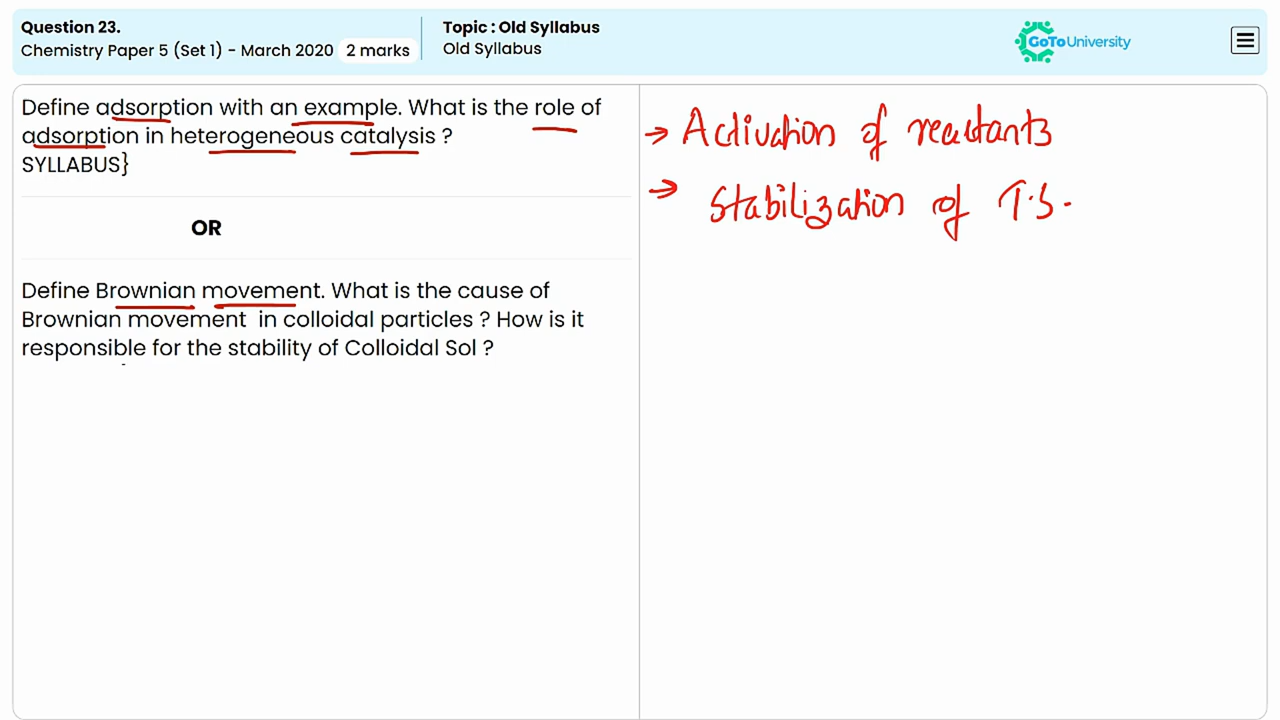 Question 23.
Chemistry Paper 5 (Set 1) - March 2020 2 marks
Topic : Old Syllabus
Old Syllabus
GoToUniversity
Define adsorption with an example. What is the role of
adsorption in heterogeneous catalysis ?
SYLLABUS}
OR
Define Brownian movement. What is the cause of
Brownian movement in colloidal particles ? How is it
responsible for the stability of Colloidal Sol ?
→ Activation of reactants
→ Stabilization of T.S.